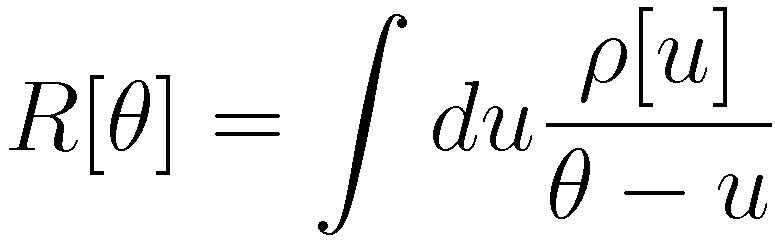 R[θ] = ∫ du ρ[u] / (θ − u)